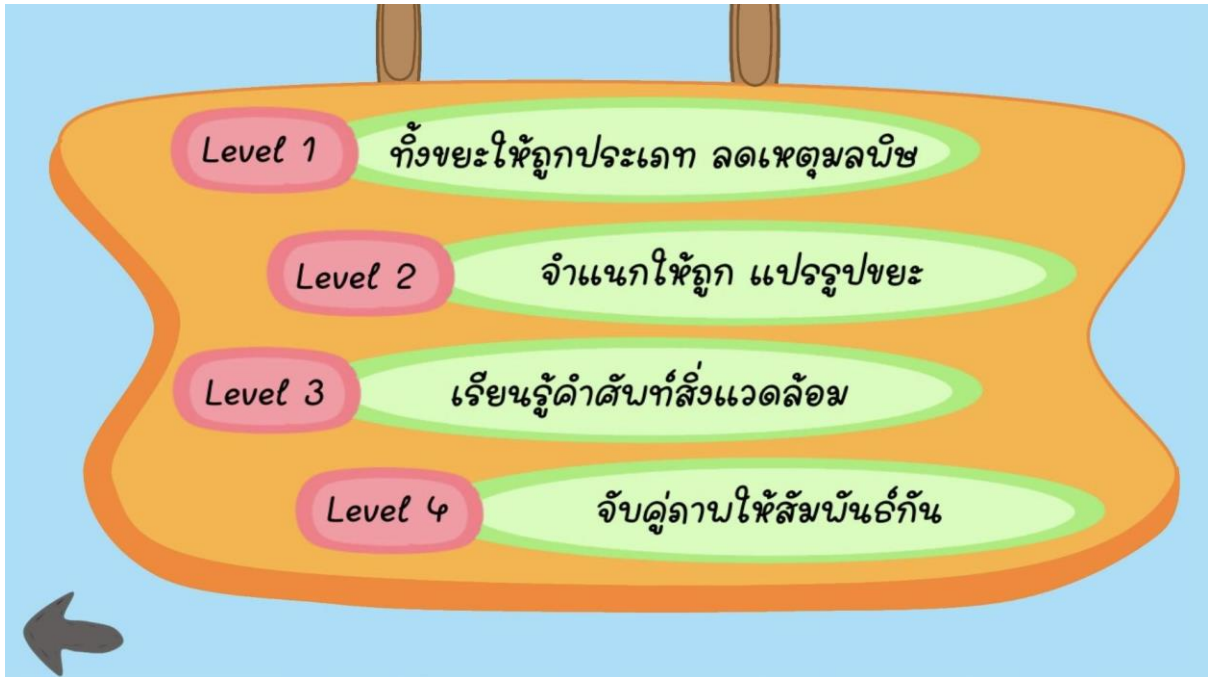 Level 1 ทิ้งขยะให้ถูกประเภท ลดเหตุมลพิษ
Level 2 จำแนกให้ถูก แปรรูปขยะ
Level 3 เรียนรู้คำศัพท์สิ่งแวดล้อม
Level 4 จับคู่ภาพให้สัมพันธ์กัน